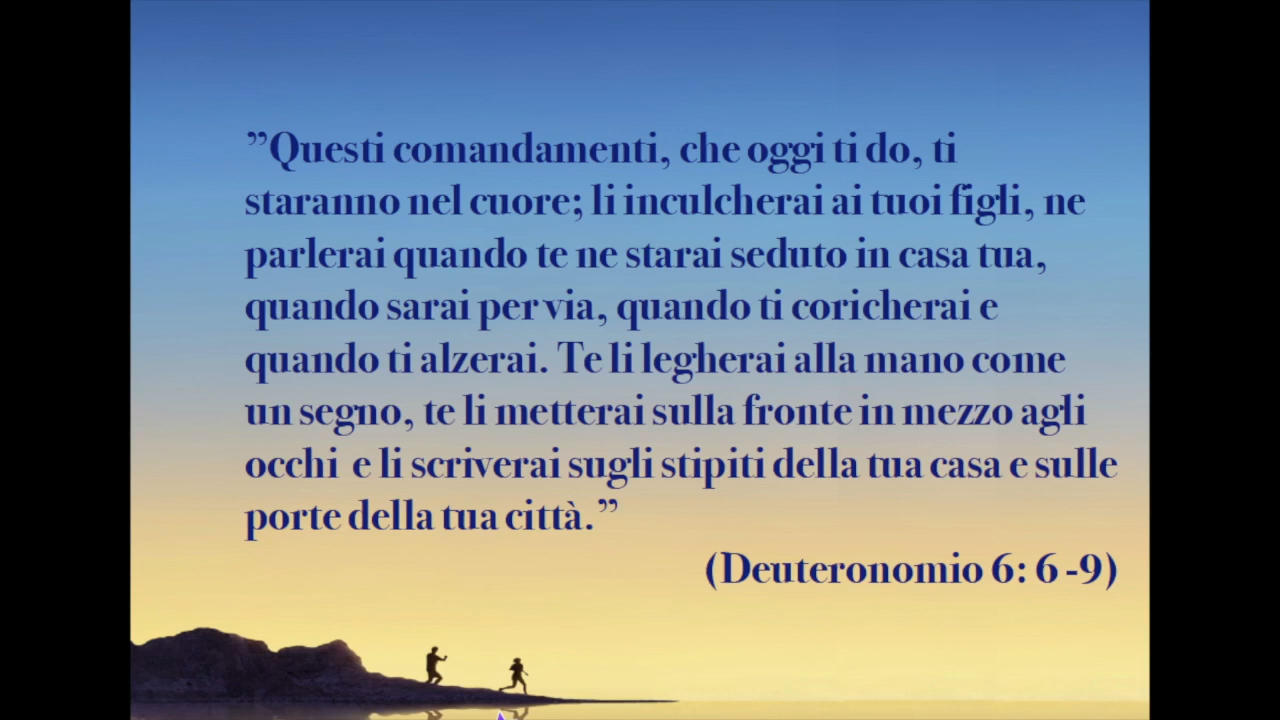 ”Questi comandamenti, che oggi ti do, ti
staranno nel cuore; li inculcherai ai tuoi figli, ne
parlerai quando te ne starai seduto in casa tua,
quando sarai per via, quando ti coricherai e
quando ti alzerai. Te li legherai alla mano come
un segno, te li metterai sulla fronte in mezzo agli
occhi e li scriverai sugli stipiti della tua casa e sulle
porte della tua città.”
(Deuteronomio 6: 6 -9)